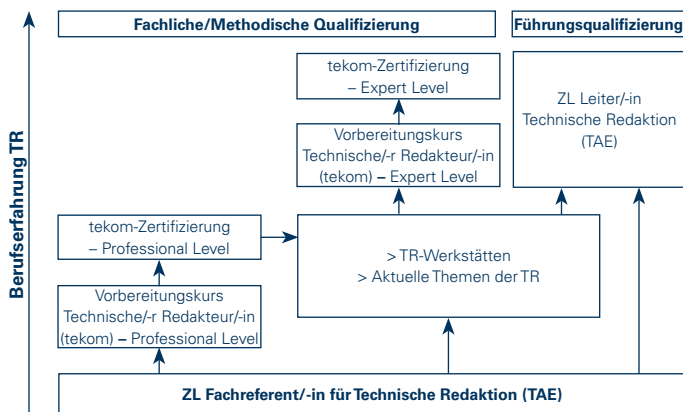 Fachliche/Methodische Qualifizierung
Führungsqualifizierung
Berufserfahrung TR
tekom-Zertifizierung
– Expert Level
ZL Leiter/-in
Technische Redaktion
(TAE)
Vorbereitungskurs
Technische/-r Redakteur/-in
(tekom) – Expert Level
tekom-Zertifizierung
– Professional Level
> TR-Werkstätten
> Aktuelle Themen der TR
Vorbereitungskurs
Technische/-r Redakteur/-in
(tekom) – Professional Level
ZL Fachreferent/-in für Technische Redaktion (TAE)